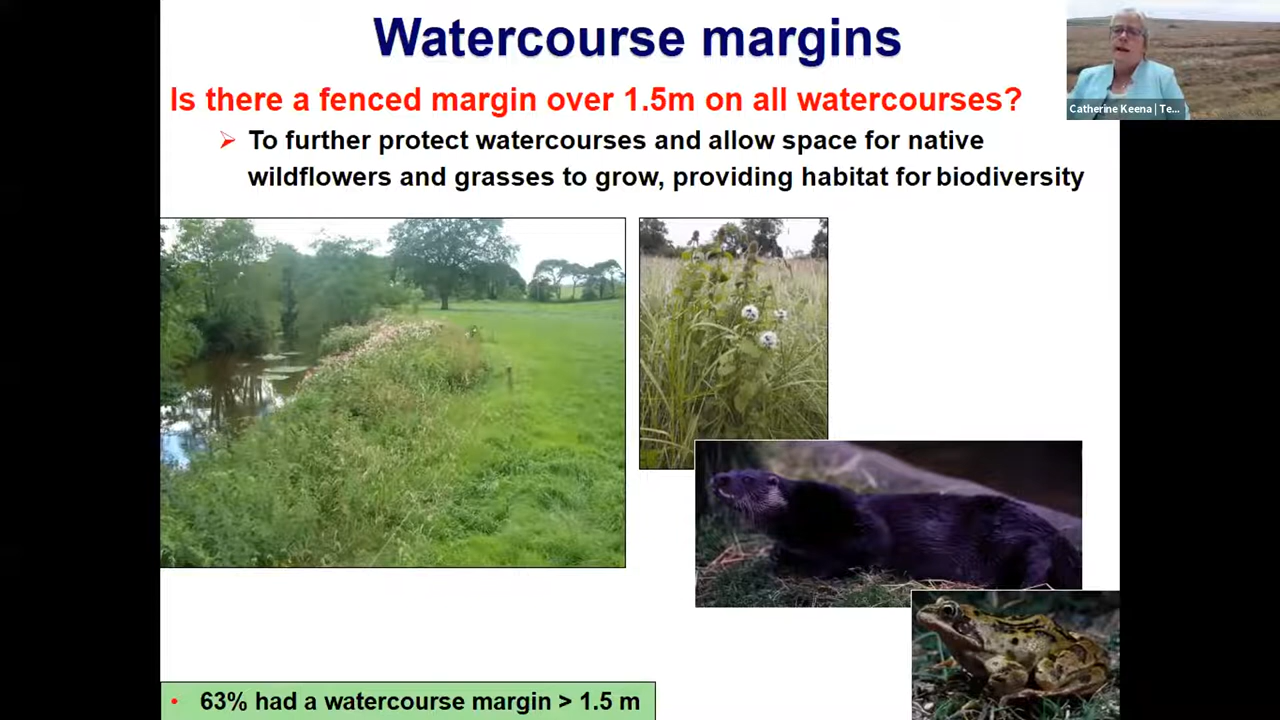 Watercourse margins
Is there a fenced margin over 1.5m on all watercourses?
To further protect watercourses and allow space for native
wildflowers and grasses to grow, providing habitat for biodiversity
Catherine Keena | Te...
63% had a watercourse margin > 1.5 m